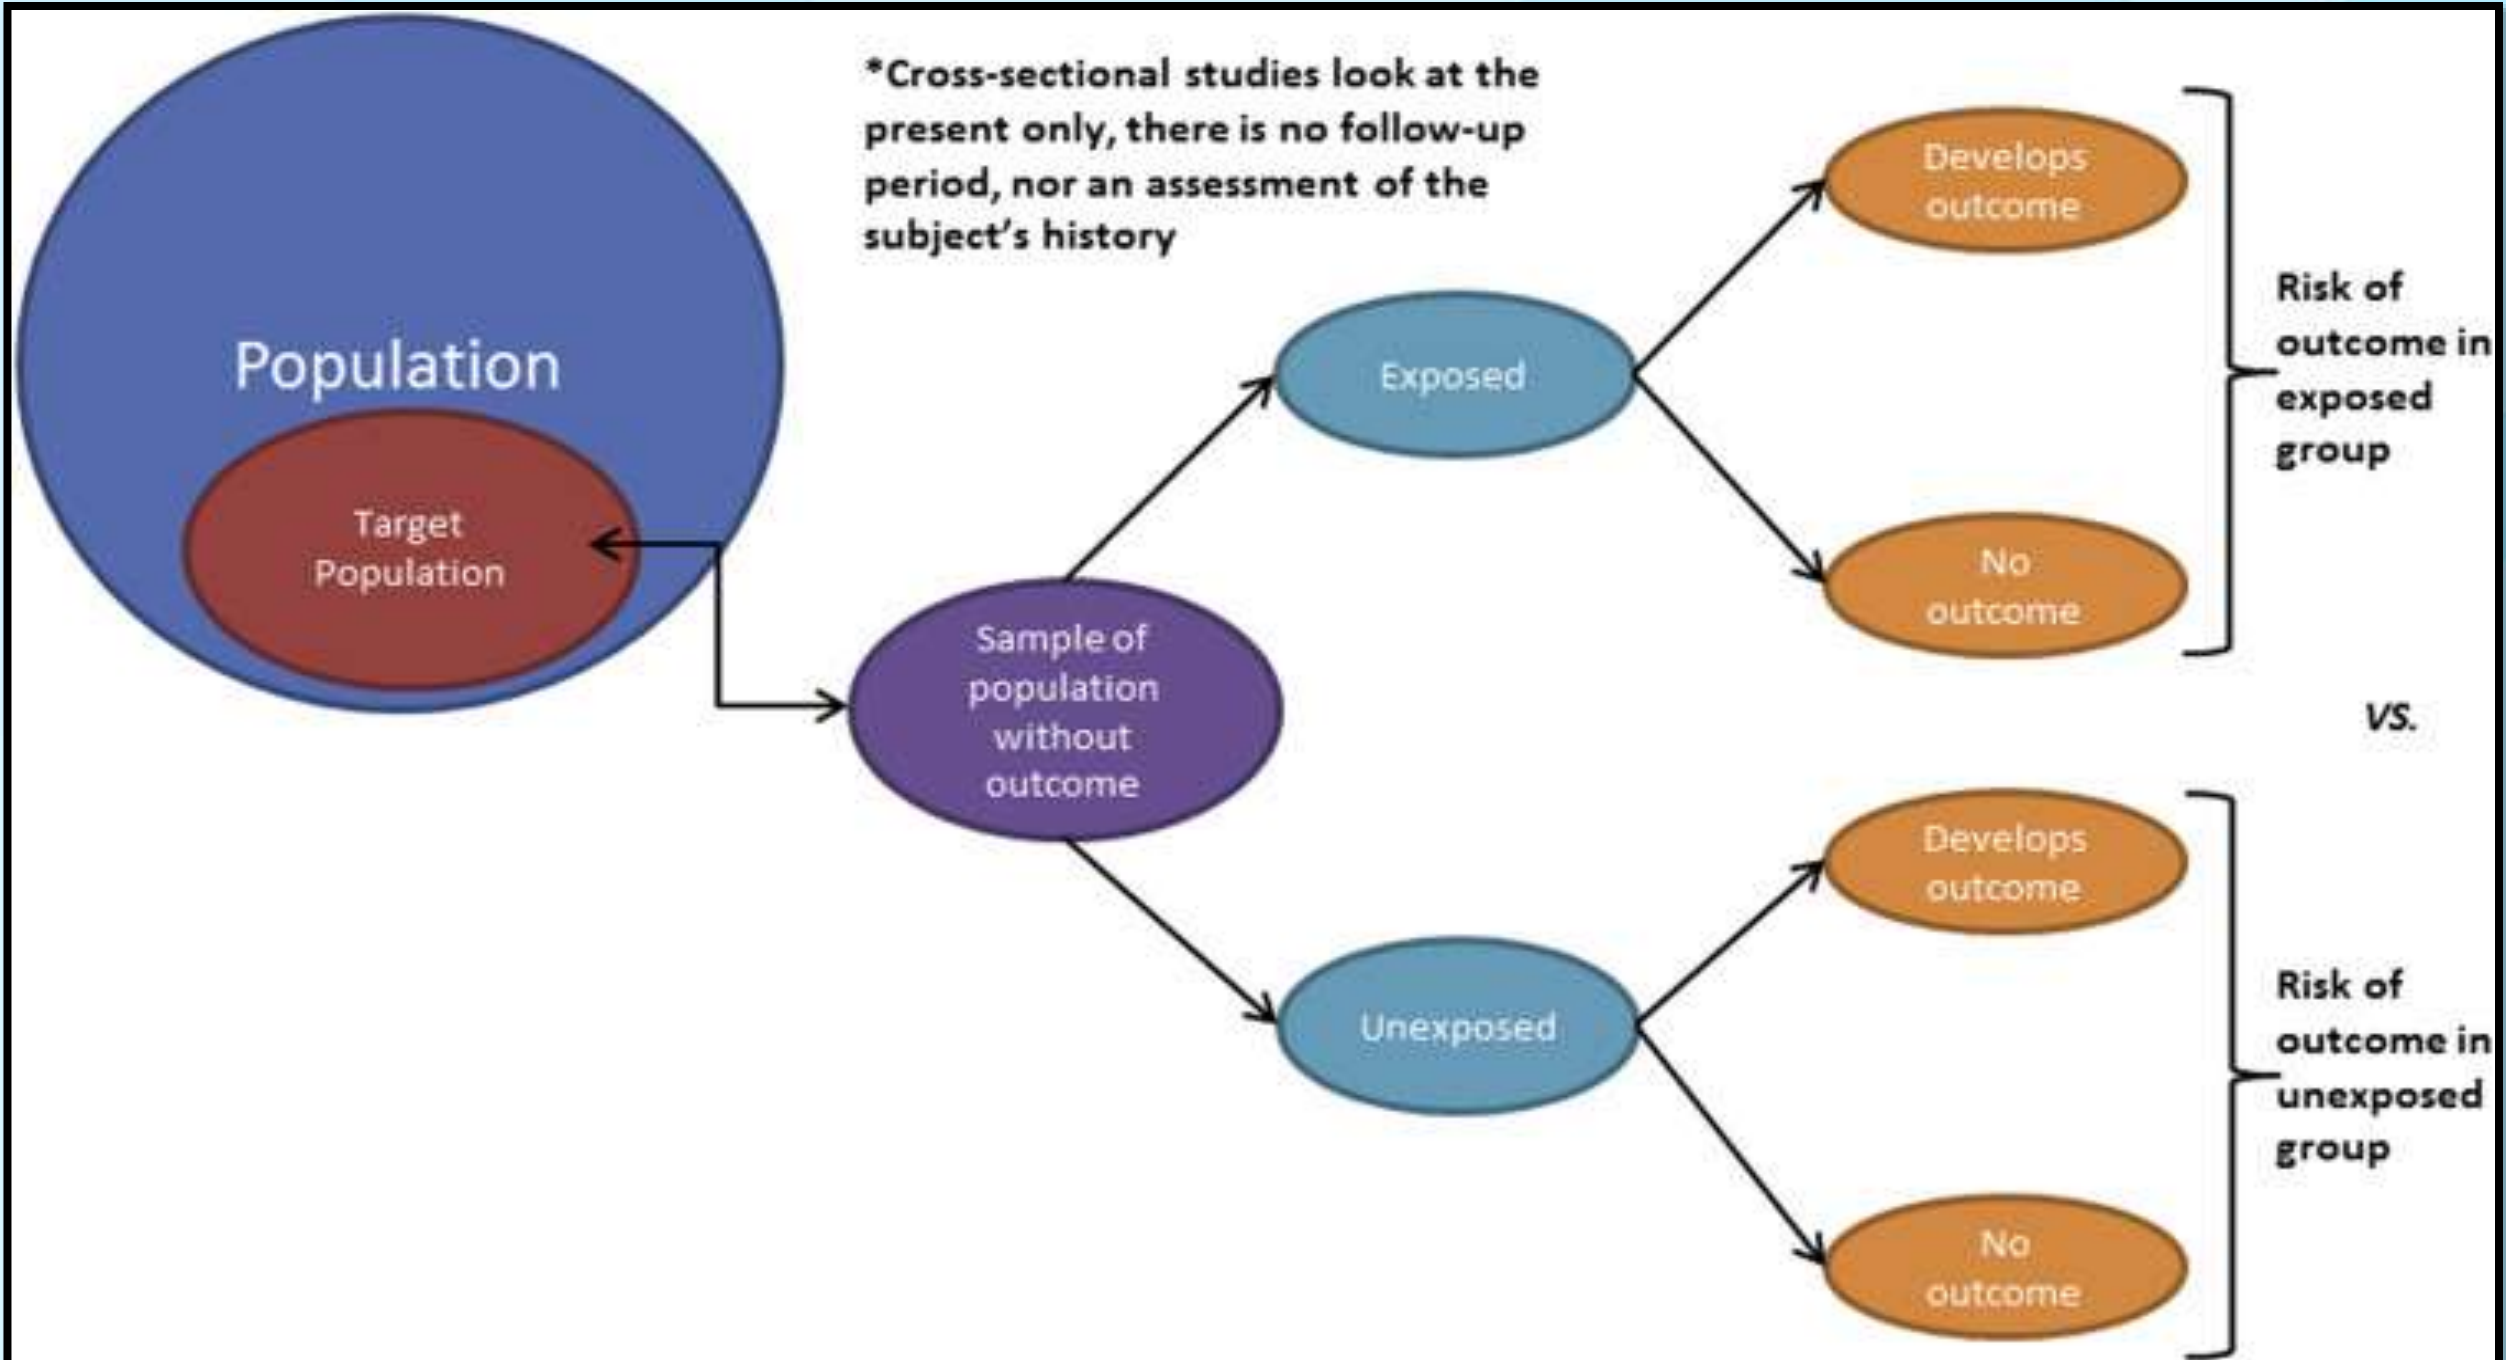 *Cross-sectional studies look at the
present only, there is no follow-up
period, nor an assessment of the
subject's history
Population
Target
Population
Sample of
population
without
outcome
Exposed
Develops
outcome
No
outcome
Risk of
outcome in
exposed
group
vs.
Unexposed
Develops
outcome
No
outcome
Risk of
outcome in
unexposed
group